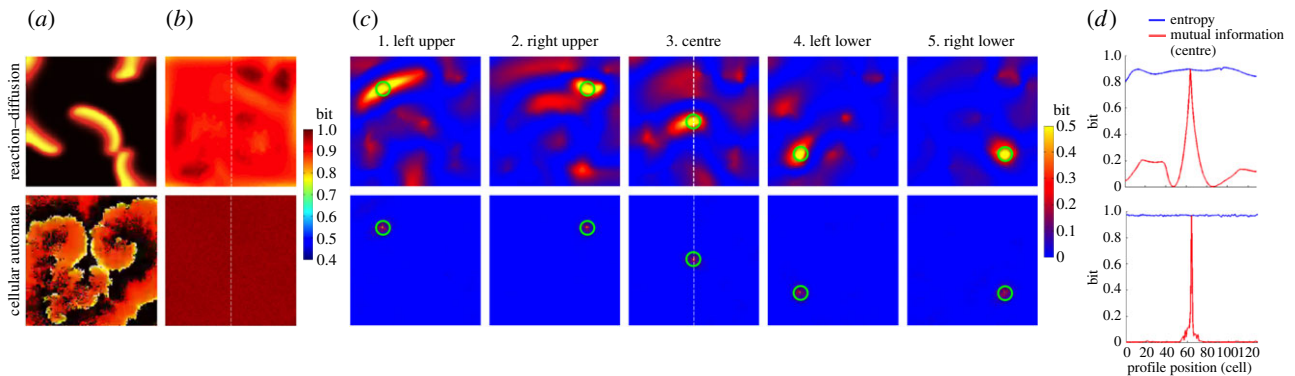 (a)
(b)
(c)
(d)
1. left upper
2. right upper
3. centre
4. left lower
5. right lower
entropy
mutual information
(centre)
reaction–diffusion
cellular automata
bit
1.0
0.9
0.8
0.7
0.6
0.5
0.4
bit
0.5
0.4
0.3
0.2
0.1
0
bit
1.0
0.8
0.6
0.4
0.2
0
bit
1.0
0.8
0.6
0.4
0.2
0
0 20 40 60 80 100 120
profile position (cell)